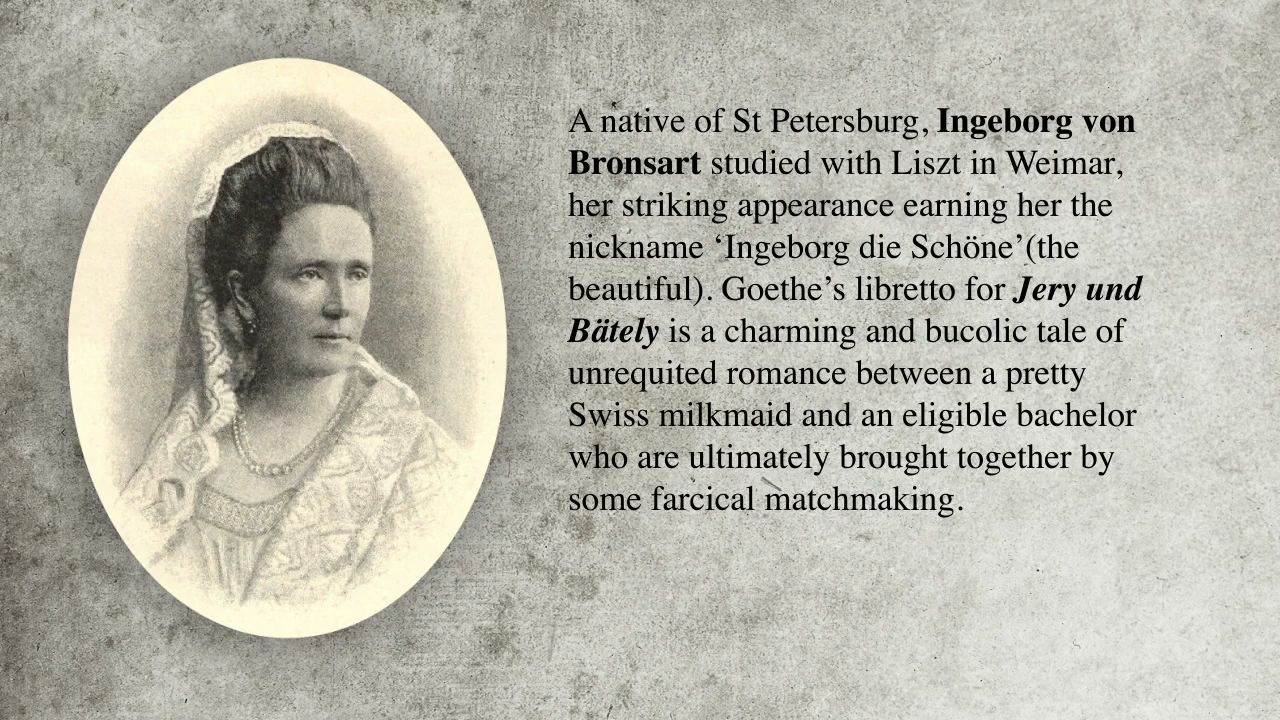 A native of St Petersburg, Ingeborg von
Bronsart studied with Liszt in Weimar,
her striking appearance earning her the
nickname ‘Ingeborg die Schöne’(the
beautiful). Goethe’s libretto for Jery und
Bätely is a charming and bucolic tale of
unrequited romance between a pretty
Swiss milkmaid and an eligible bachelor
who are ultimately brought together by
some farcical matchmaking.